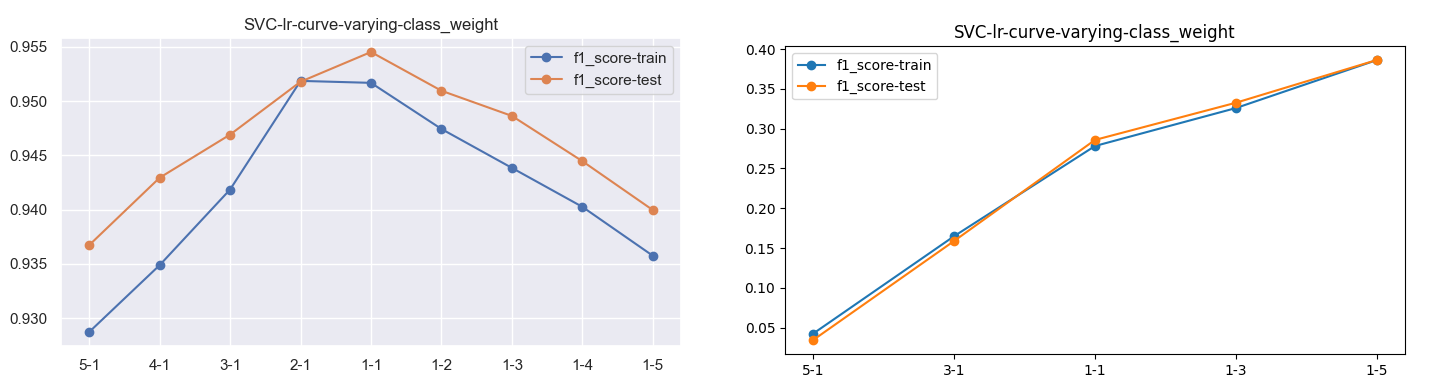 SVC-lr-curve-varying-class_weight
f1_score-train
f1_score-test
0.955
0.950
0.945
0.940
0.935
0.930
5-1 4-1 3-1 2-1 1-1 1-2 1-3 1-4 1-5
SVC-lr-curve-varying-class_weight
f1_score-train
f1_score-test
0.40
0.35
0.30
0.25
0.20
0.15
0.10
0.05
5-1 3-1 1-1 1-3 1-5